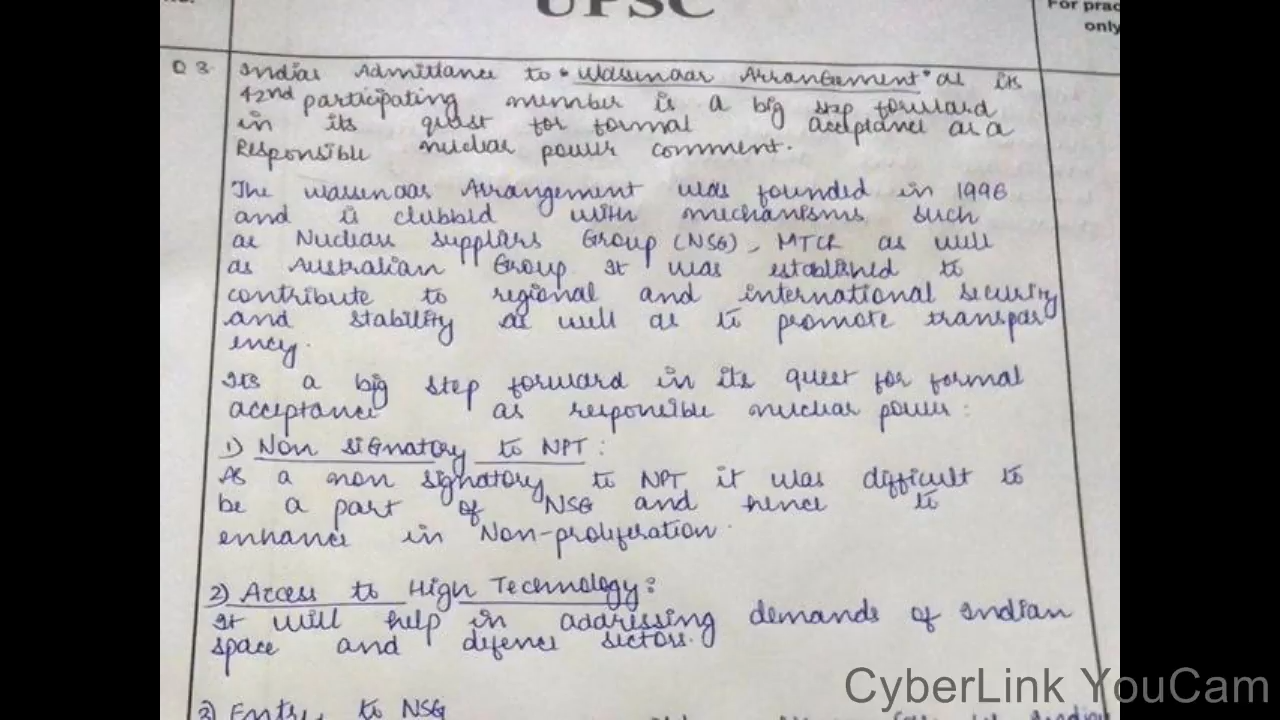 UPSC
For prac
only
Q 3. Indias Admittance to "Wassenaar Arrangement" as its
42nd participating member is a big step forward
in its quest for formal acceptance as a
Responsible nuclear power comment.
The Wassenaar Arrangement was founded in 1996
and is clubbed with mechanisms such
as Nuclear Suppliers Group (NSG), MTCR as well
as Australian Group. It was established to
contribute to regional and international security
and stability as well as to promote transpar
ency.
Its a big step forward in its quest for formal
acceptance as responsible nuclear power :
1) Non signatory to NPT :
As a non signatory to NPT it was difficult to
be a part of NSG and hence to
enhance in Non-proliferation.
2) Access to High Technology :
It will help in addressing demands of Indian
space and defence sectors.
3) Entry to NSG
CyberLink YouCam